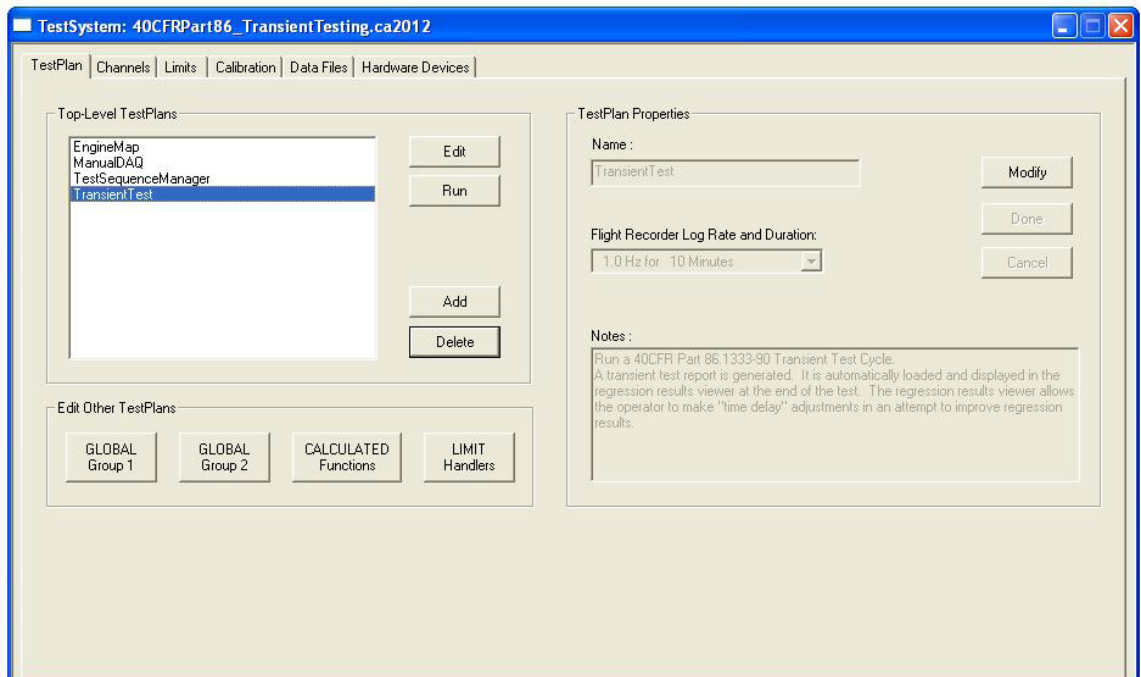 TestSystem: 40CFRPart86_TransientTesting.ca2012
TestPlan Channels Limits Calibration Data Files Hardware Devices
Top-Level TestPlans
EngineMap
ManualDAQ
TestSequenceManager
TransientTest
Edit
Run
Add
Delete
Edit Other TestPlans
GLOBAL
Group 1
GLOBAL
Group 2
CALCULATED
Functions
LIMIT
Handlers
TestPlan Properties
Name :
TransientTest
Modify
Done
Cancel
Flight Recorder Log Rate and Duration:
1.0 Hz for 10 Minutes
Notes :
Run a 40CFR Part 86.1333-90 Transient Test Cycle.
A transient test report is generated. It is automatically loaded and displayed in the
regression results viewer at the end of the test. The regression results viewer allows
the operator to make "time delay" adjustments in an attempt to improve regression
results.